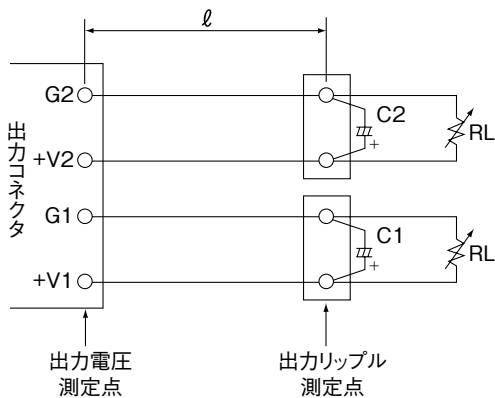 ℓ
G2
C2
+
RL
+V2
出力コネクタ
G1
C1
+
RL
+V1
出力電圧
測定点
出力リップル
測定点